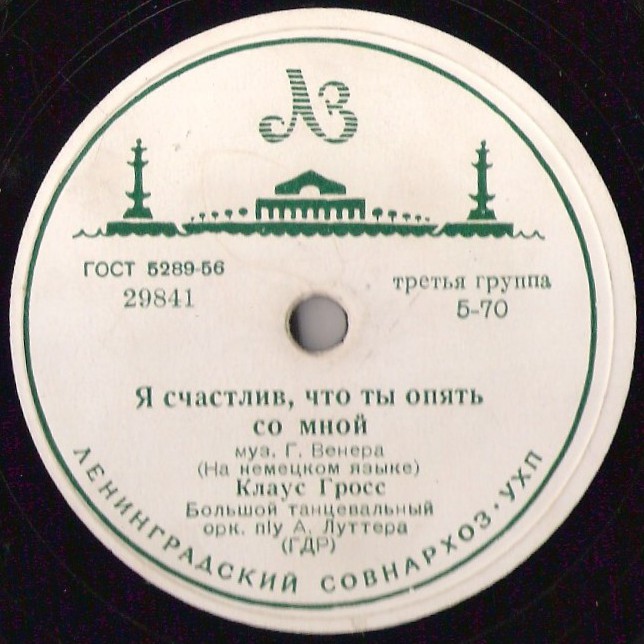 ЛЗ
ГОСТ 5289-56
29841
третья группа
5-70
Я счастлив, что ты опять
со мной
муз. Г. Венера
(На немецком языке)
Клаус Гросс
Большой танцевальный
орк. п/у А. Луттера
(ГДР)
ЛЕНИНГРАДСКИЙ СОВНАРХОЗ · УХП